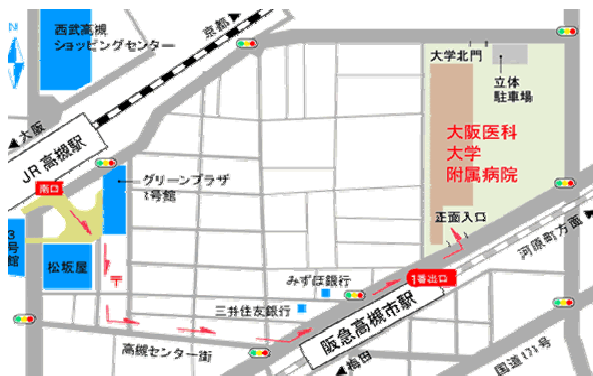 西武高槻
ショッピングセンター
京都
大学北門
立体
駐車場
大阪
JR高槻駅
大阪医科
大学
附属病院
南口
グリーンプラザ
1号館
正面入口
河原町方面
3
号
館
松坂屋
〒
みずほ銀行
1番出口
三井住友銀行
阪急高槻市駅
高槻センター街
梅田
国道171号